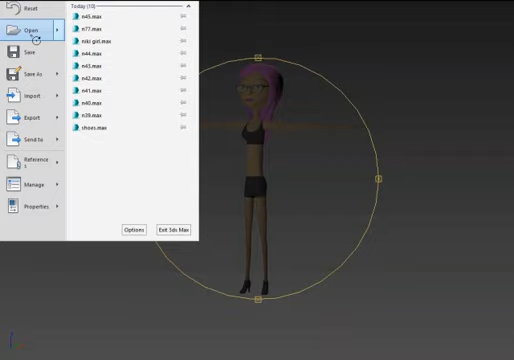 Reset
Open
Save
Save As
Import
Export
Send to
Reference
s
Manage
Properties
Today (10)
n45.max
n77.max
niki girl.max
n44.max
n43.max
n42.max
n41.max
n40.max
n39.max
shoes.max
Options
Exit 3ds Max